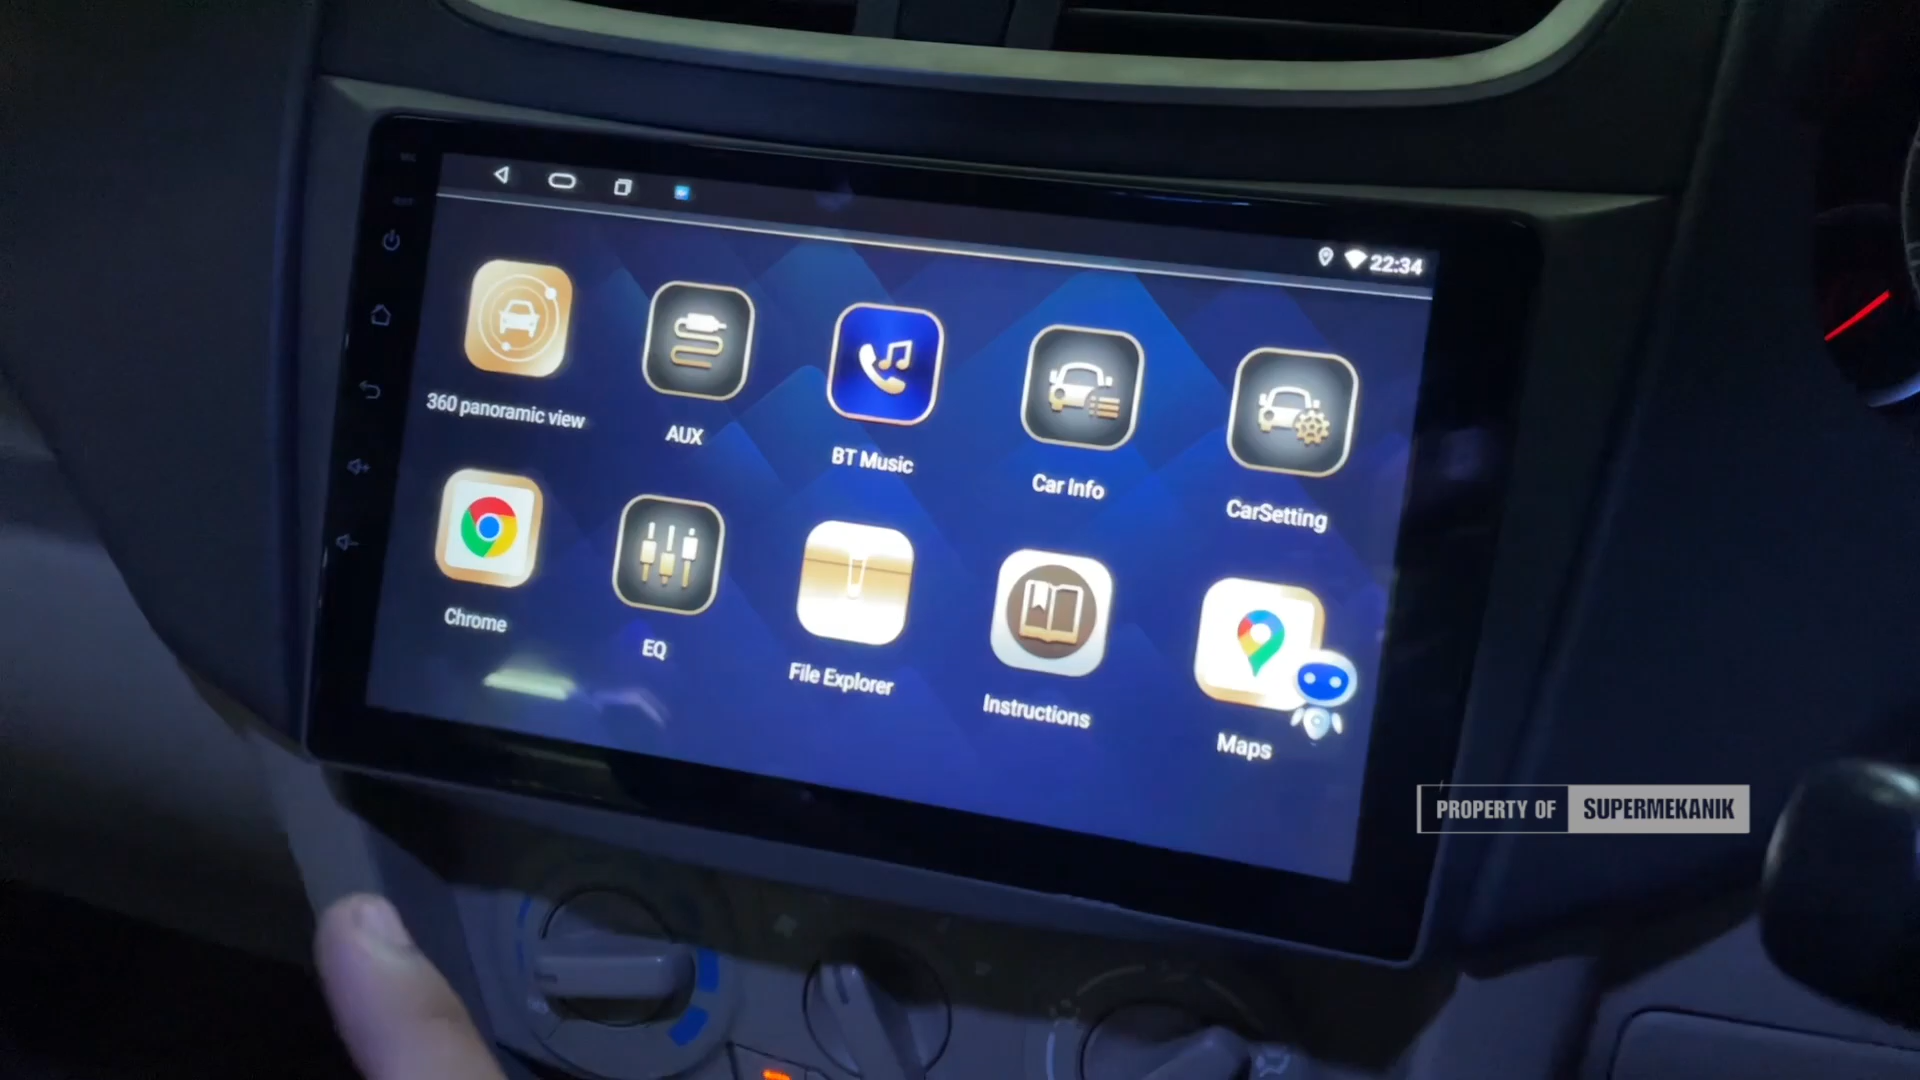 22:34
360 panoramic view
AUX
BT Music
Car Info
CarSetting
Chrome
EQ
File Explorer
Instructions
Maps
PROPERTY OF SUPERMEKANIK